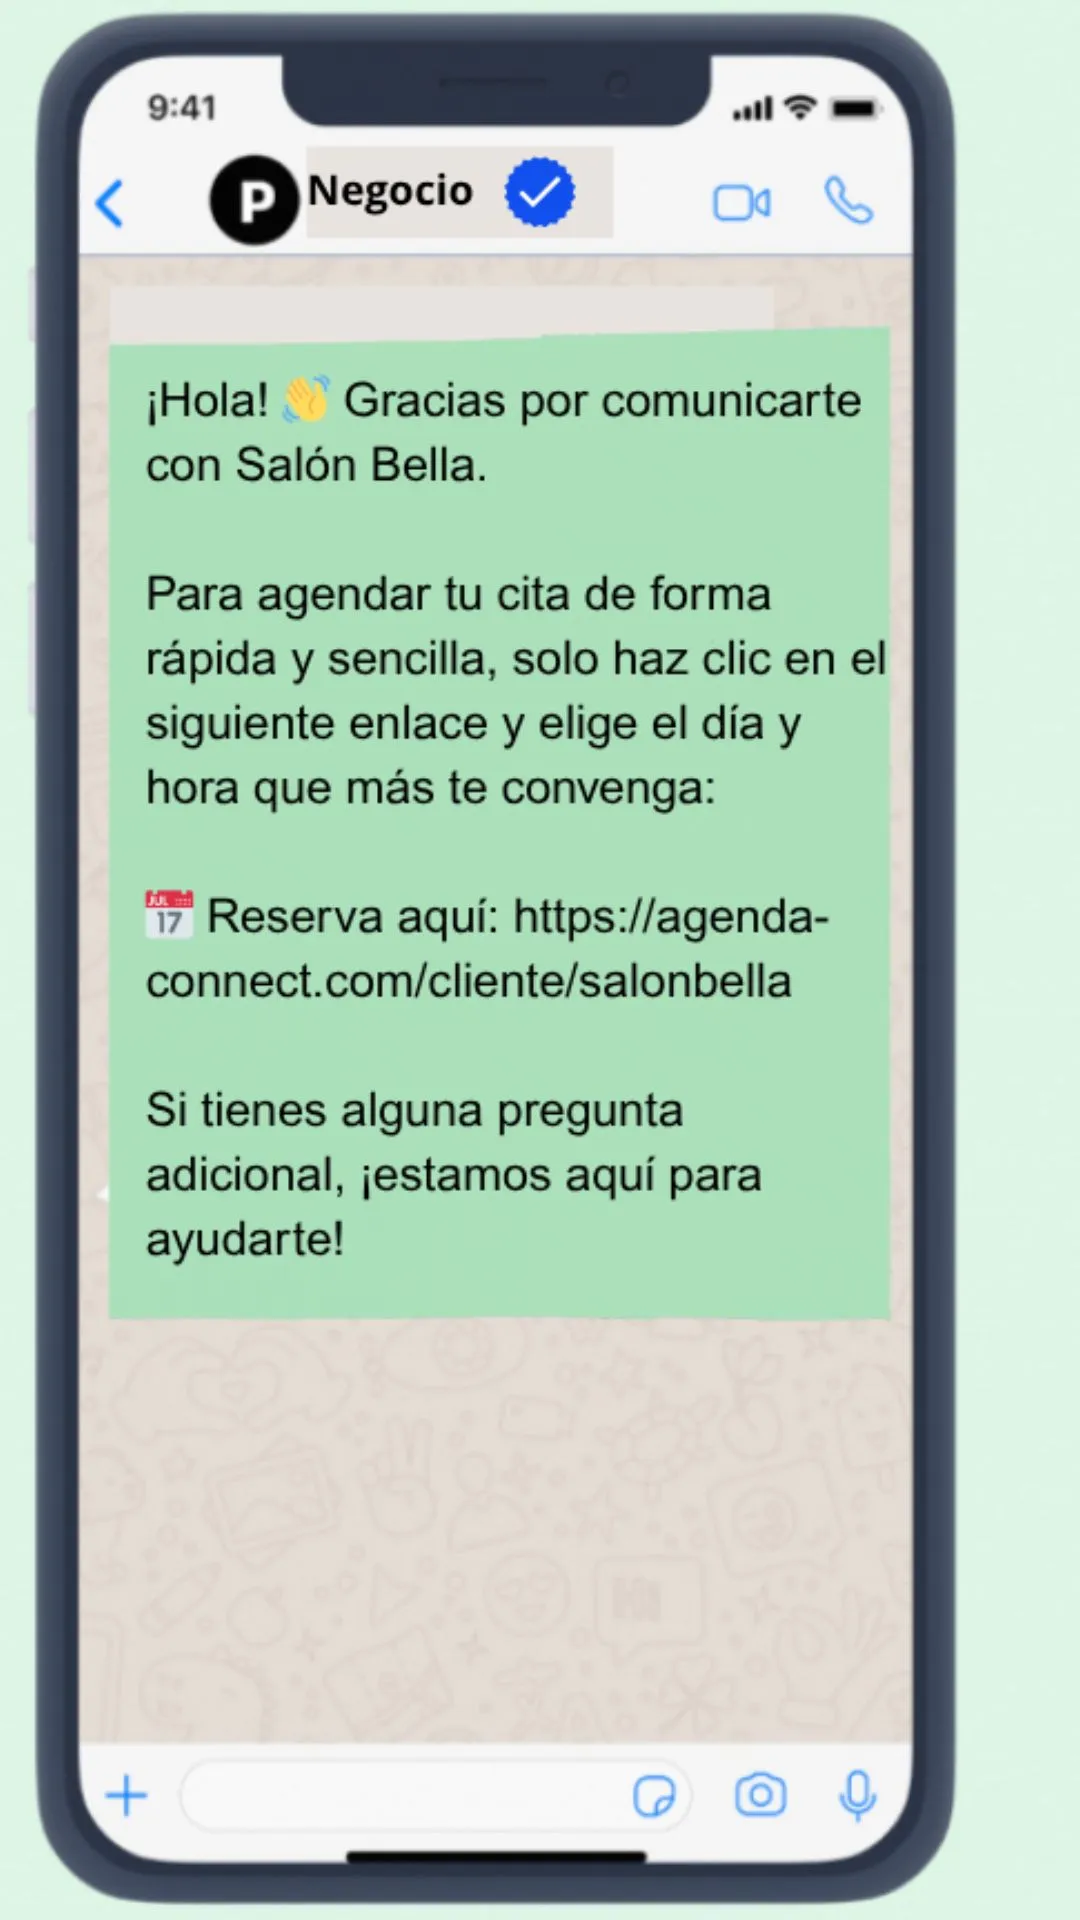 9:41
P Negocio
¡Hola! 👋 Gracias por comunicarte
con Salón Bella.
Para agendar tu cita de forma
rápida y sencilla, solo haz clic en el
siguiente enlace y elige el día y
hora que más te convenga:
JUL 17 Reserva aquí: https://agenda-
connect.com/cliente/salonbella
Si tienes alguna pregunta
adicional, ¡estamos aquí para
ayudarte!